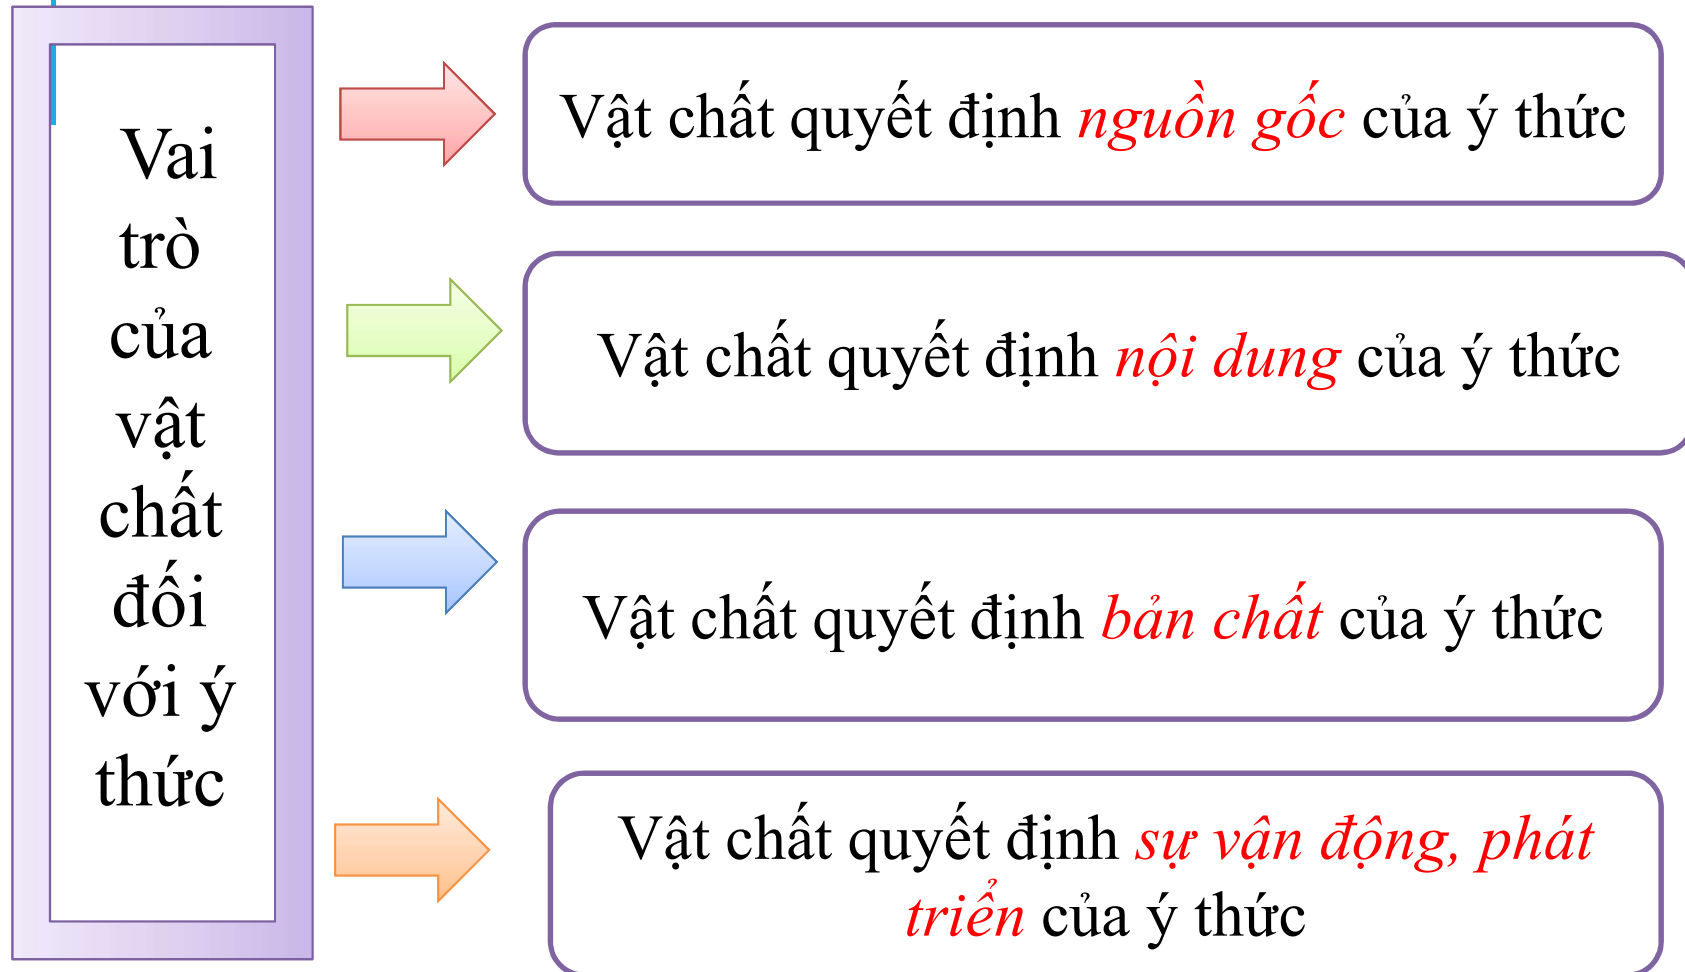 Vai
trò
của
vật
chất
đối
với ý
thức
Vật chất quyết định nguồn gốc của ý thức
Vật chất quyết định nội dung của ý thức
Vật chất quyết định bản chất của ý thức
Vật chất quyết định sự vận động, phát
triển của ý thức